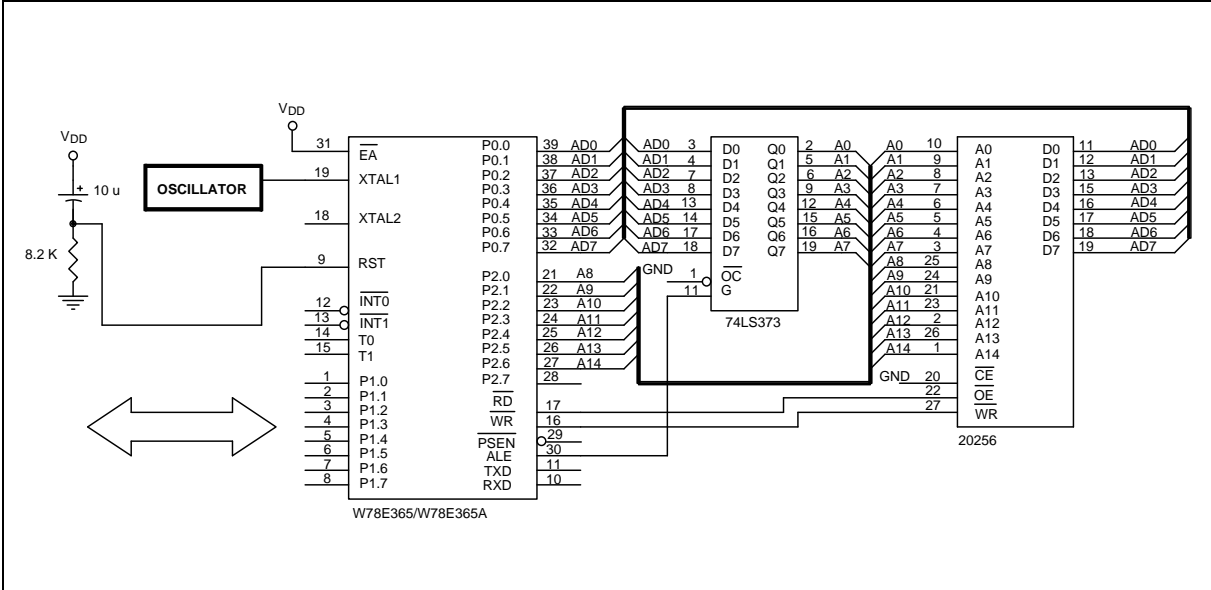 VDD
10 u
8.2 K
OSCILLATOR
VDD
31 EA
19 XTAL1
18 XTAL2
9 RST
12 INT0
13 INT1
14 T0
15 T1
1 P1.0
2 P1.1
3 P1.2
4 P1.3
5 P1.4
6 P1.5
7 P1.6
8 P1.7
P0.0 39 AD0
P0.1 38 AD1
P0.2 37 AD2
P0.3 36 AD3
P0.4 35 AD4
P0.5 34 AD5
P0.6 33 AD6
P0.7 32 AD7
P2.0 21 A8
P2.1 22 A9
P2.2 23 A10
P2.3 24 A11
P2.4 25 A12
P2.5 26 A13
P2.6 27 A14
P2.7 28
RD 17
WR 16
PSEN 29
ALE 30
TXD 11
RXD 10
W78E365/W78E365A
AD0 3 D0 Q0 2 A0
AD1 4 D1 Q1 5 A1
AD2 7 D2 Q2 6 A2
AD3 8 D3 Q3 9 A3
AD4 13 D4 Q4 12 A4
AD5 14 D5 Q5 15 A5
AD6 17 D6 Q6 16 A6
AD7 18 D7 Q7 19 A7
GND 1 OC
11 G
74LS373
A0 10 A0 D0 11 AD0
A1 9 A1 D1 12 AD1
A2 8 A2 D2 13 AD2
A3 7 A3 D3 15 AD3
A4 6 A4 D4 16 AD4
A5 5 A5 D5 17 AD5
A6 4 A6 D6 18 AD6
A7 3 A7 D7 19 AD7
A8 25 A8
A9 24 A9
A10 21 A10
A11 23 A11
A12 2 A12
A13 26 A13
A14 1 A14
GND 20 CE
22 OE
27 WR
20256